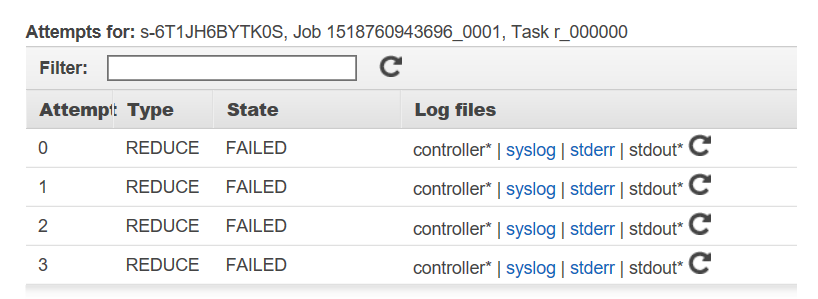 Attempts for: s-6T1JH6BYTK0S, Job 1518760943696_0001, Task r_000000
Filter:
Attempt Type State Log files
0 REDUCE FAILED controller* | syslog | stderr | stdout*
1 REDUCE FAILED controller* | syslog | stderr | stdout*
2 REDUCE FAILED controller* | syslog | stderr | stdout*
3 REDUCE FAILED controller* | syslog | stderr | stdout*